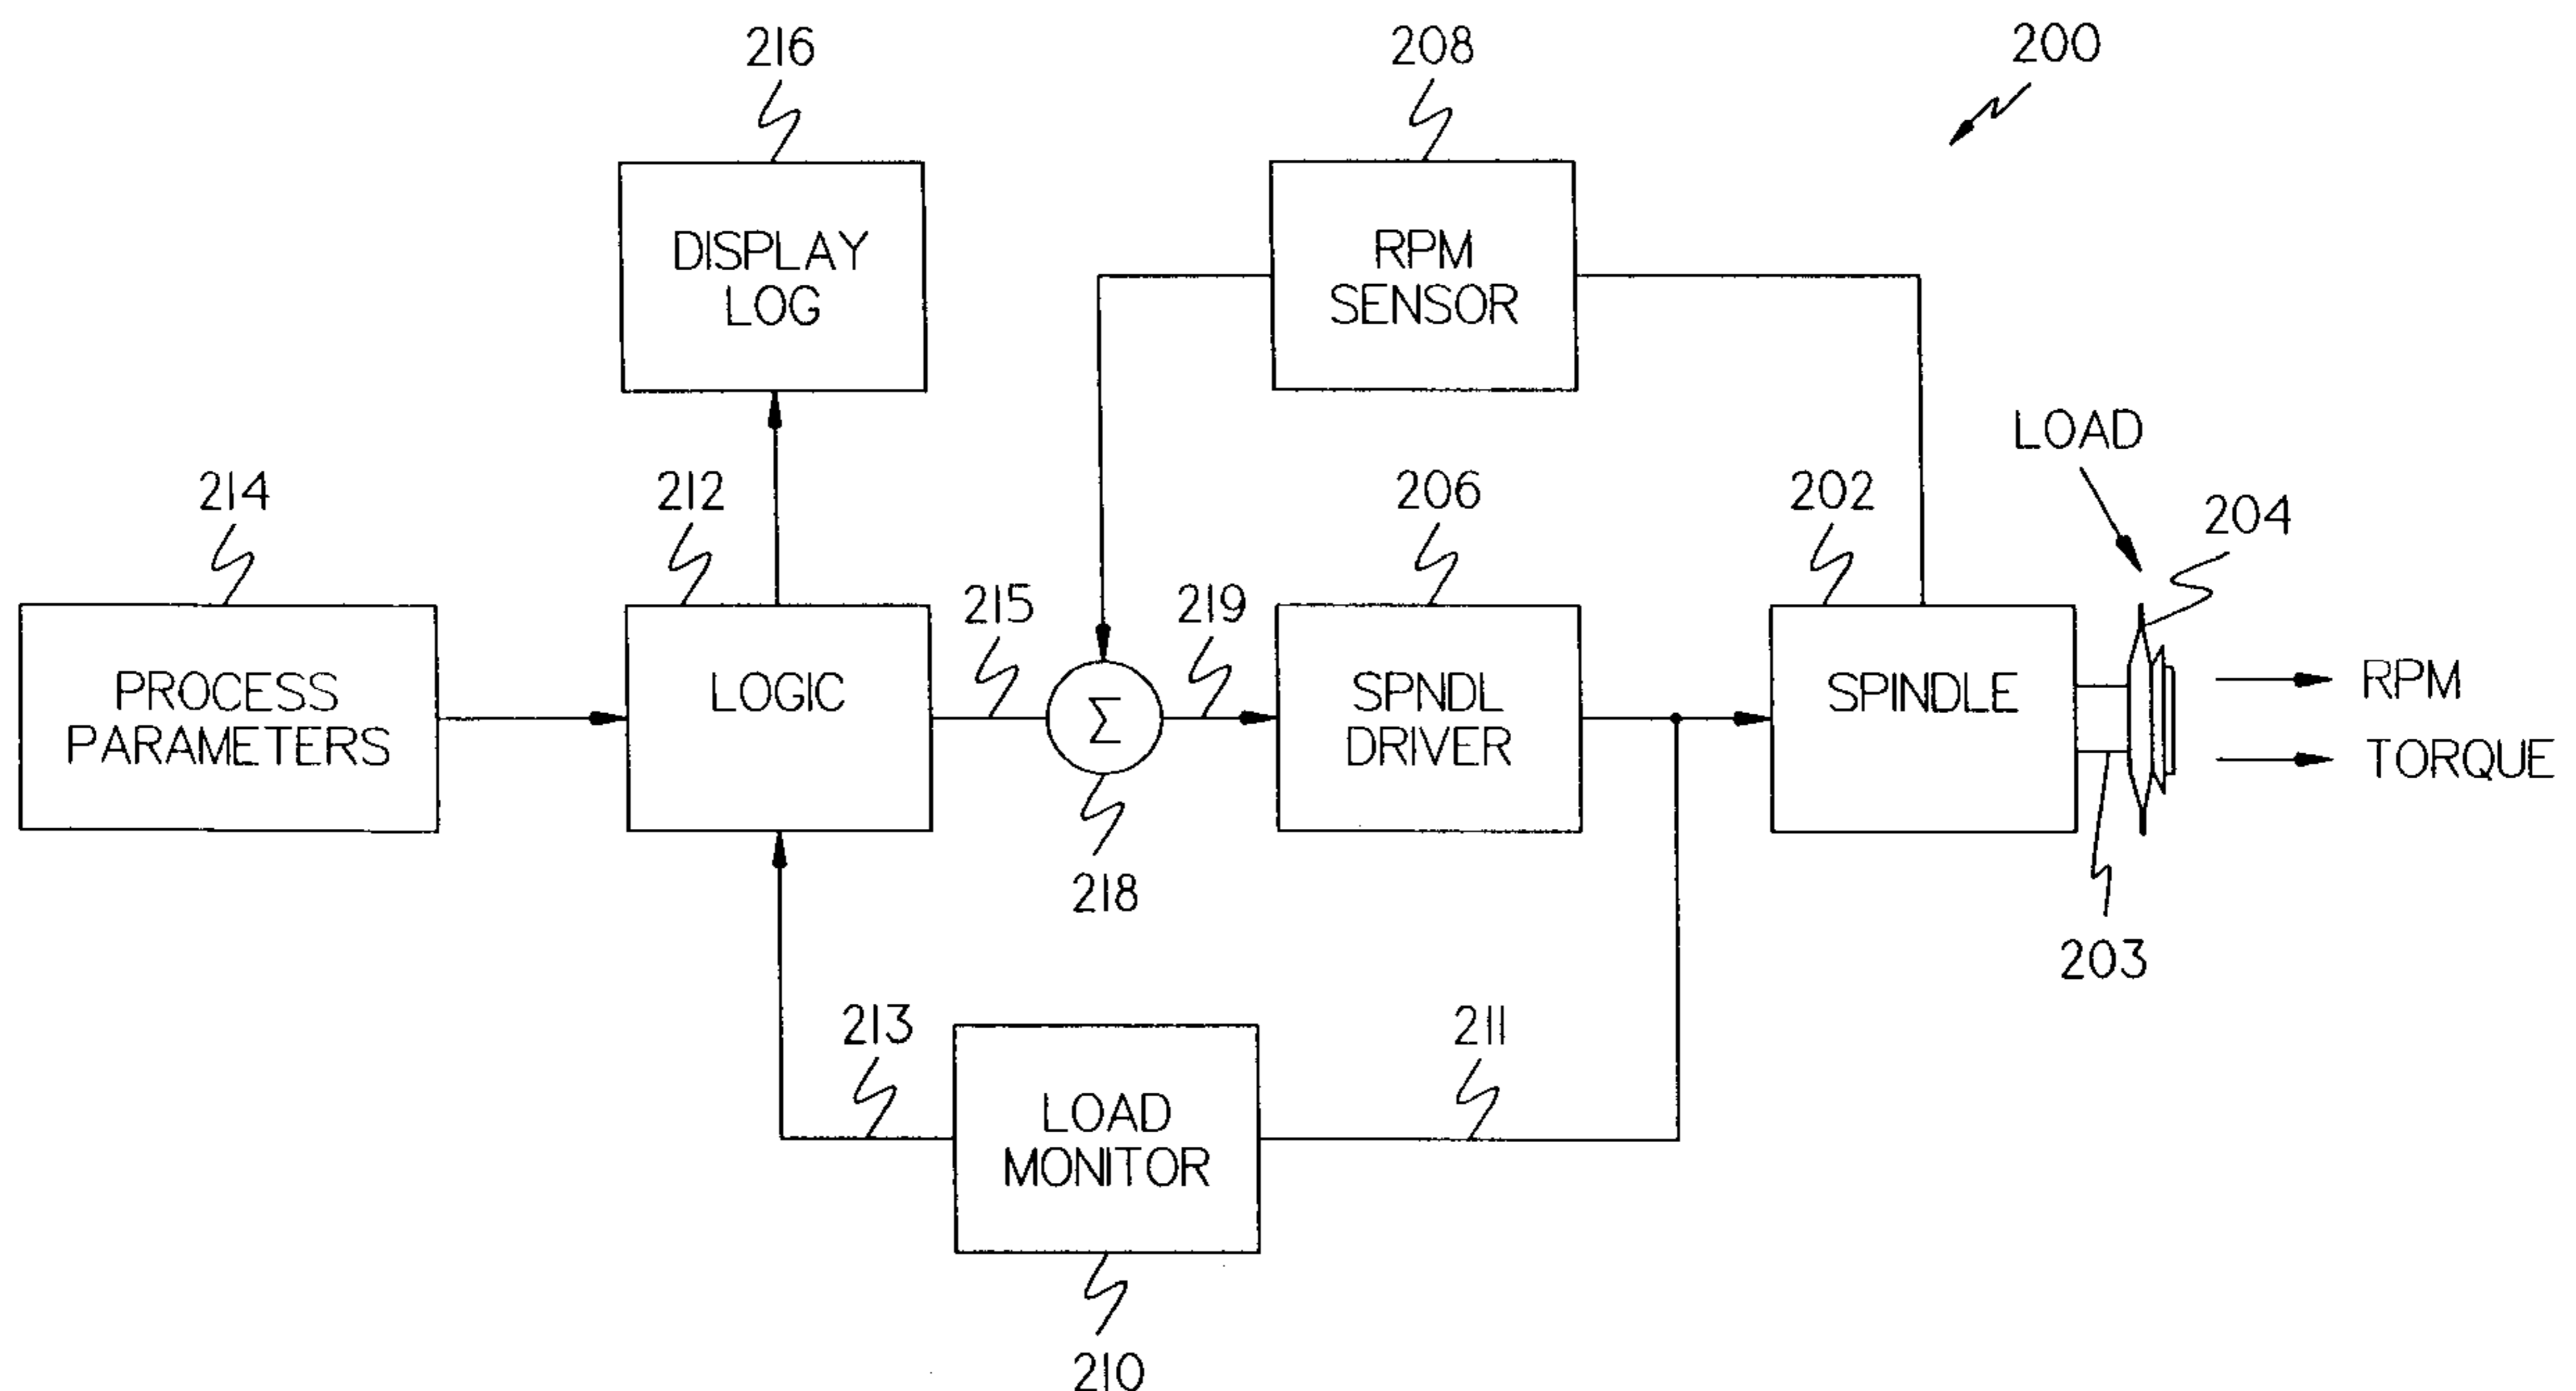 216
208
200
DISPLAY
LOG
RPM
SENSOR
LOAD
214
212
206
202
204
215
219
PROCESS
PARAMETERS
LOGIC
Σ
SPNDL
DRIVER
SPINDLE
RPM
TORQUE
218
203
213
211
LOAD
MONITOR
210